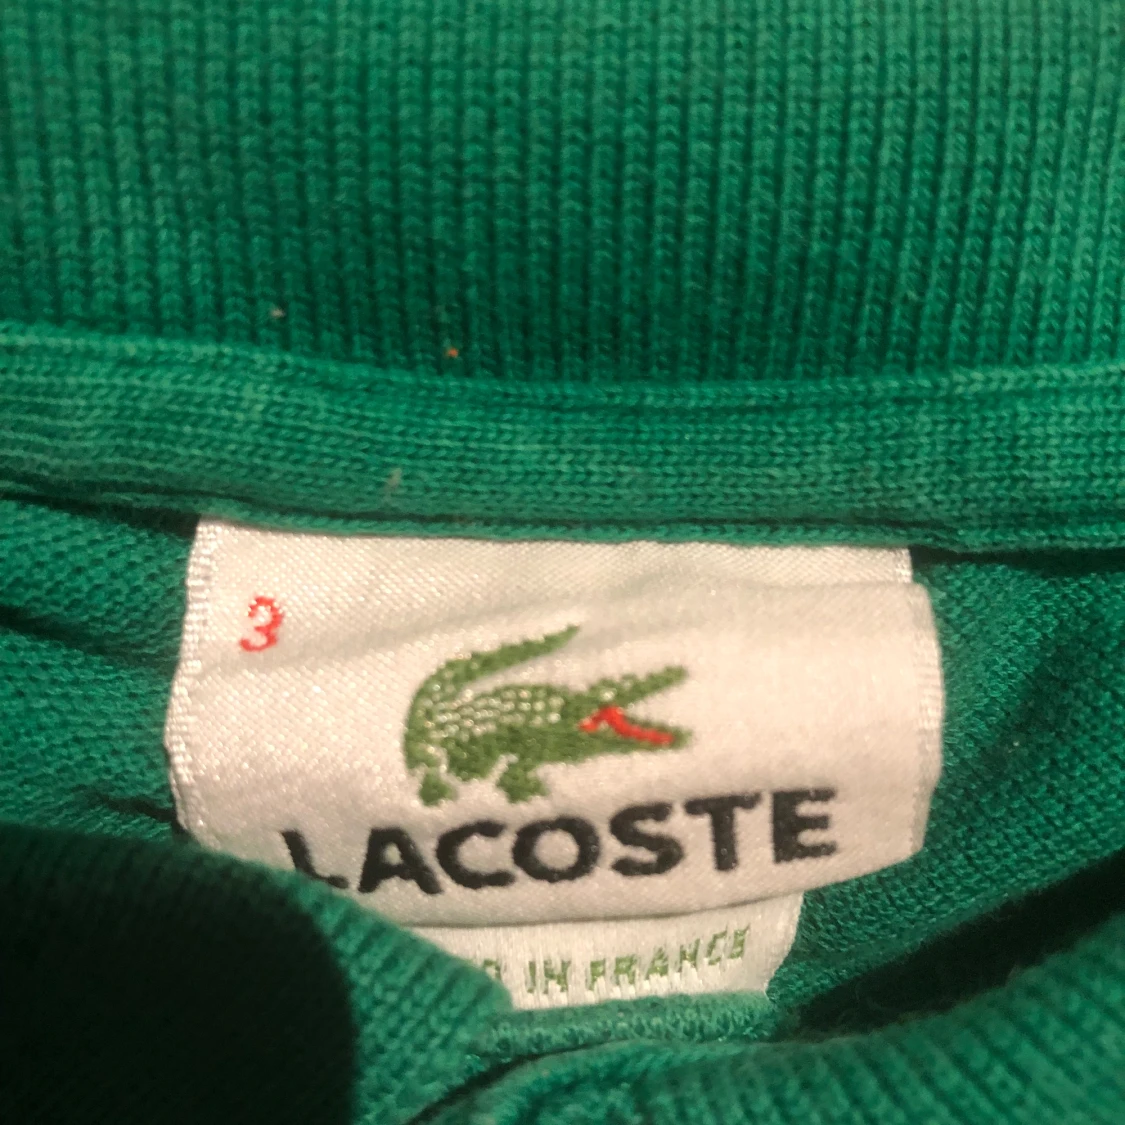 3
LACOSTE
IN FRANCE